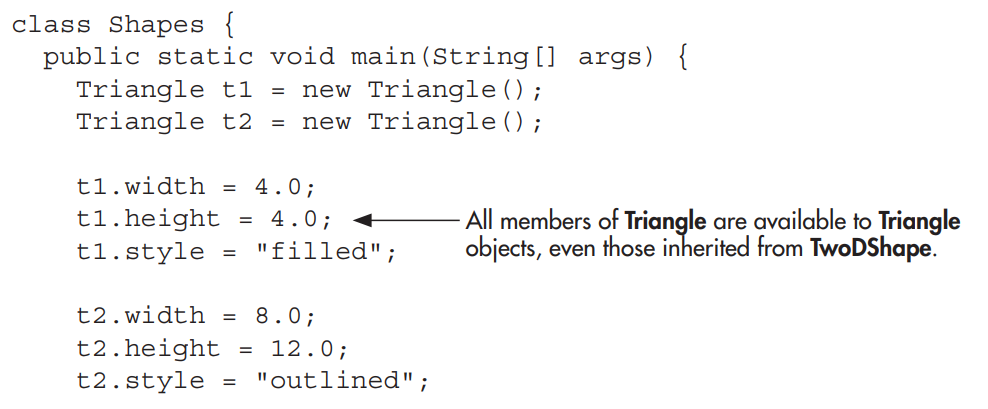 class Shapes {
public static void main(String[] args) {
Triangle t1 = new Triangle();
Triangle t2 = new Triangle();
t1.width = 4.0;
t1.height = 4.0;
t1.style = "filled";
All members of Triangle are available to Triangle
objects, even those inherited from TwoDShape.
t2.width = 8.0;
t2.height = 12.0;
t2.style = "outlined";